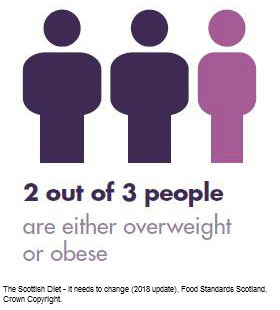 2 out of 3 people
are either overweight
or obese
The Scottish Diet - It needs to change (2018 update), Food Standards Scotland,
Crown Copyright.